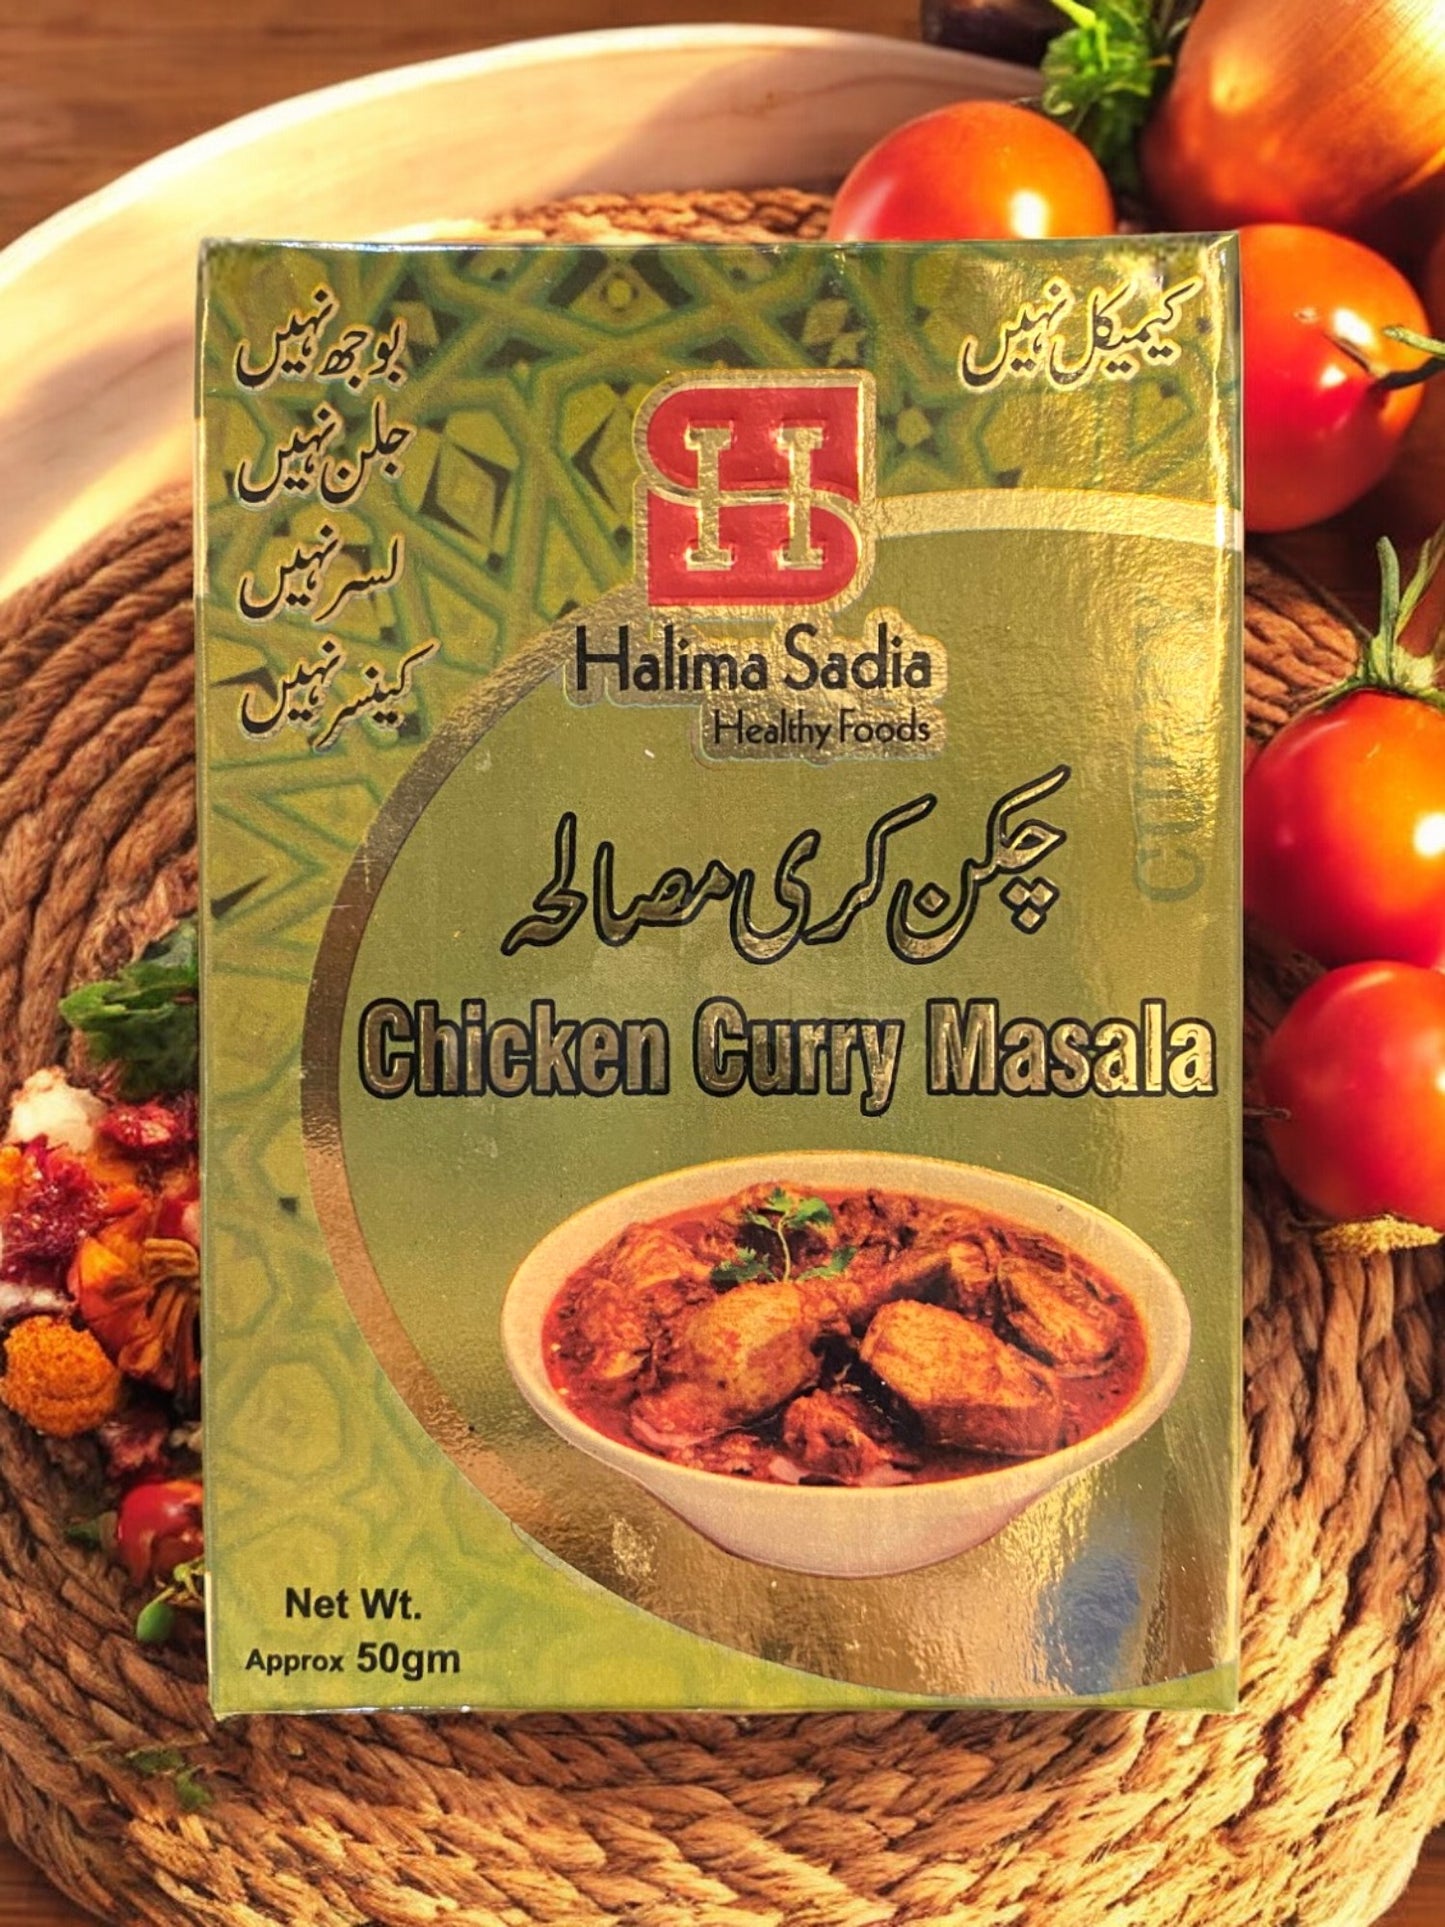 بوجھ نہیں
کیمیکل نہیں
جلن نہیں
السر نہیں
کینسر نہیں
H
Halima Sadia
Healthy Foods
چکن کری مصالحہ
Chicken Curry Masala
Net Wt.
Approx 50gm